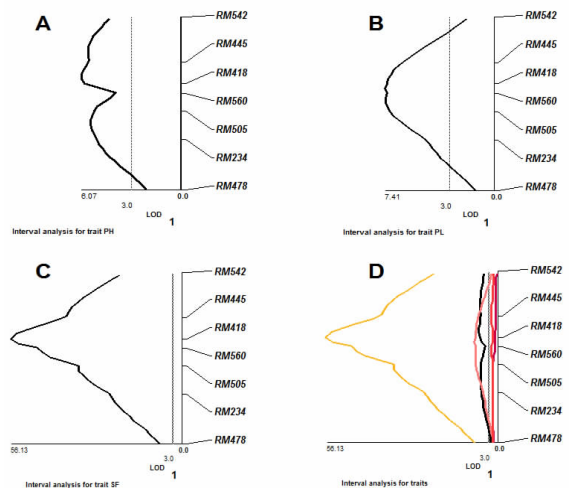 A
RM542
RM445
RM418
RM560
RM505
RM234
RM478
6.07
3.0
0.0
LOD
1
Interval analysis for trait PH
B
RM542
RM445
RM418
RM560
RM505
RM234
RM478
7.41
3.0
0.0
LOD
1
Interval analysis for trait PL
C
RM542
RM445
RM418
RM560
RM505
RM234
RM478
56.13
3.0
0.0
LOD
1
Interval analysis for trait SF
D
RM542
RM445
RM418
RM560
RM505
RM234
RM478
56.13
3.0
0.0
LOD
1
Interval analysis for traits